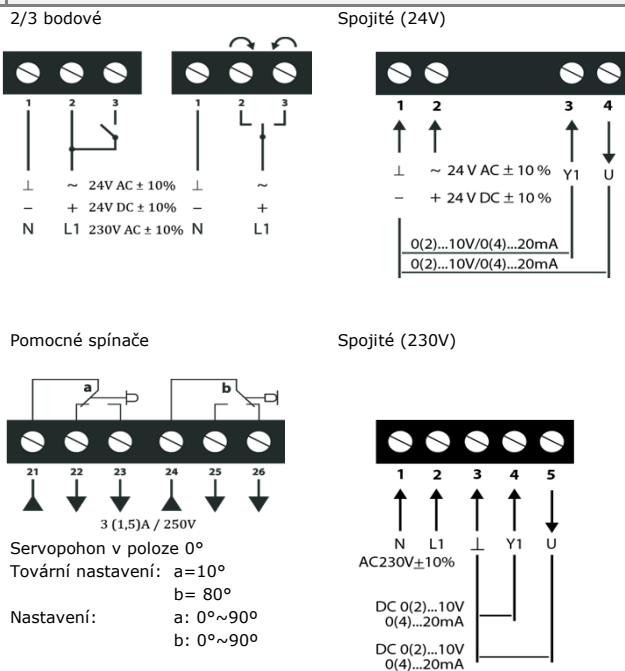 2/3 bodové
1 2 3
1 2 3
⊥ ~ 24V AC ± 10% ⊥ ~
– + 24V DC ± 10% – +
N L1 230V AC ± 10% N L1
Spojité (24V)
1 2 3 4
⊥ ~ 24 V AC ± 10 % Y1 U
– + 24 V DC ± 10 %
0(2)...10V/0(4)...20mA
0(2)...10V/0(4)...20mA
Pomocné spínače
a b
21 22 23 24 25 26
3 (1,5)A / 250V
Servopohon v poloze 0°
Tovární nastavení: a=10°
b= 80°
Nastavení: a: 0°~90º
b: 0°~90º
Spojité (230V)
1 2 3 4 5
N L1 ⊥ Y1 U
AC230V±10%
DC 0(2)...10V
0(4)...20mA
DC 0(2)...10V
0(4)...20mA